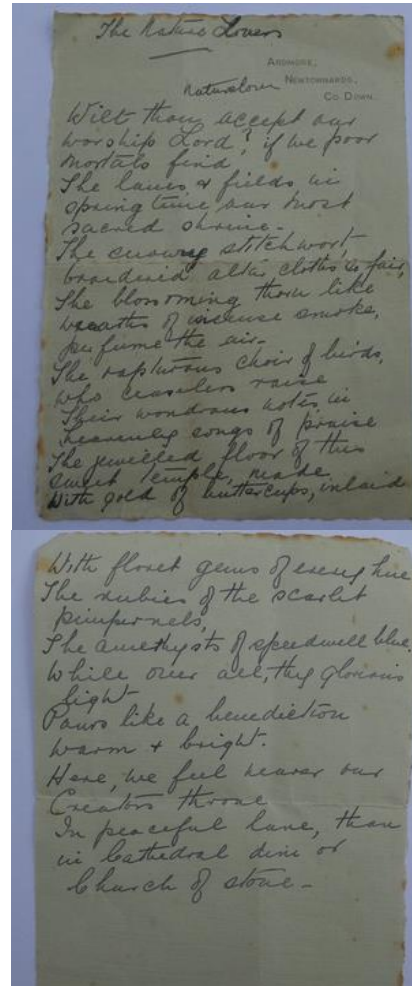 The Nature Lovers
ARDMORE,
NEWTOWNARDS,
CO. DOWN.
Naturelover
Wilt thou accept our
worship Lord? if we poor
mortals find
The lanes & fields in
springtime our most
sacred shrine -
The snowy stitchwort
broidered altar cloths so fair,
The blossoming thorn like
wreaths of incense smoke,
perfume the air -
The rapturous choir of birds,
who ceaseless raise
Their wondrous notes in
heavenly songs of praise
The jewelled floor of this
sweet temple, made
With gold of buttercups, inlaid
With floret gems of every hue
The rubies of the scarlet
pimpernels,
The amethysts of speedwell blue.
While over all, thy glorious
light
Pours like a benediction
warm & bright.
Here, we feel nearer our
Creators throne
In peaceful lane, than
in Cathedral dim or
Church of stone -